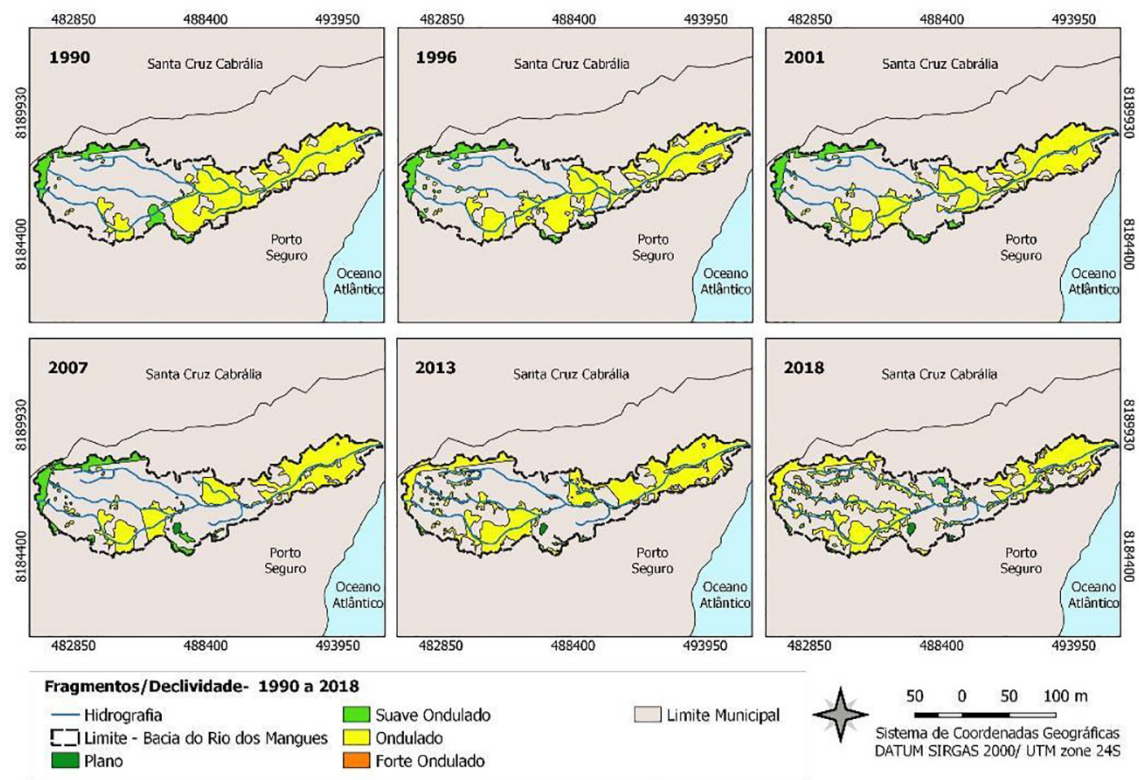 482850 488400 493950 482850 488400 493950 482850 488400 493950
1990
Santa Cruz Cabrália
Porto
Seguro
Oceano
Atlântico
1996
Santa Cruz Cabrália
Porto
Seguro
Oceano
Atlântico
2001
Santa Cruz Cabrália
Porto
Seguro
Oceano
Atlântico
8189930
8184400
8189930
8184400
2007
Santa Cruz Cabrália
Porto
Seguro
Oceano
Atlântico
2013
Santa Cruz Cabrália
Porto
Seguro
Oceano
Atlântico
2018
Santa Cruz Cabrália
Porto
Seguro
Oceano
Atlântico
8189930
8184400
8189930
8184400
482850 488400 493950 482850 488400 493950 482850 488400 493950
Fragmentos/Declividade- 1990 a 2018
Hidrografia
Limite - Bacia do Rio dos Mangues
Plano
Suave Ondulado
Ondulado
Forte Ondulado
Limite Municipal
50 0 50 100 m
Sistema de Coordenadas Geográficas
DATUM SIRGAS 2000/ UTM zone 24S